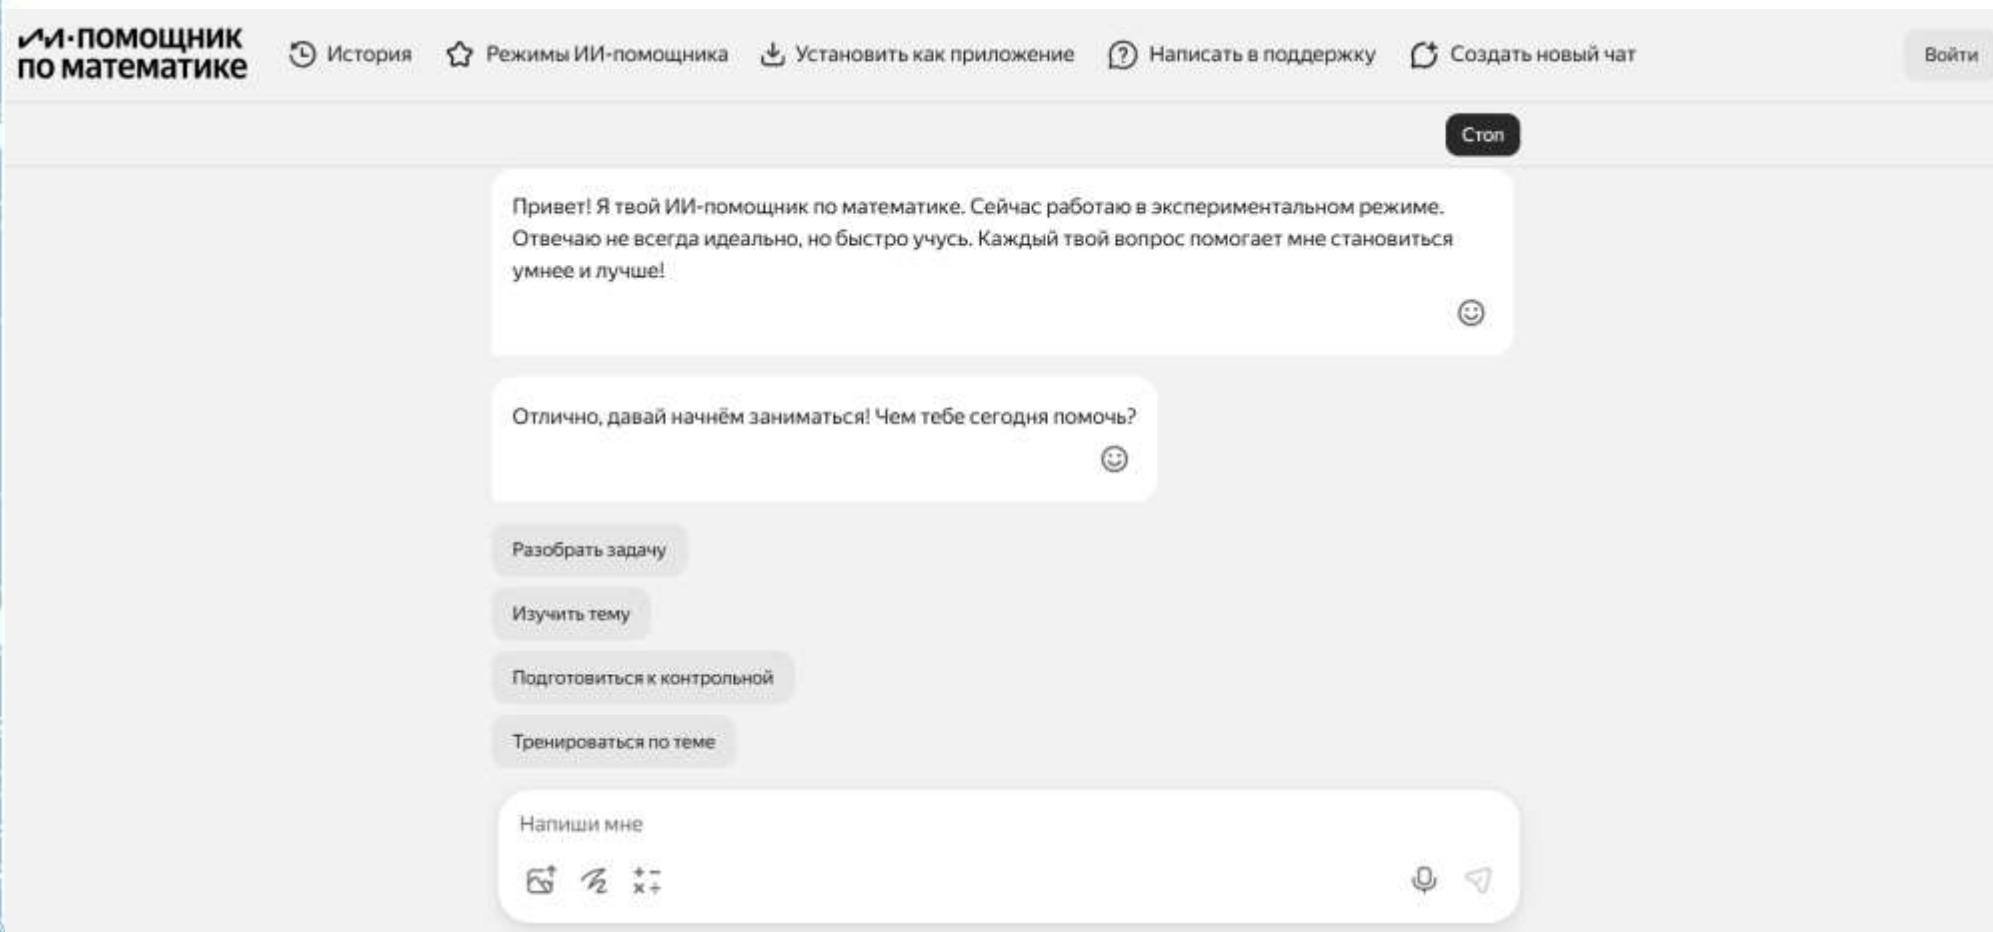 ИИ-ПОМОЩНИК
ПО МАТЕМАТИКЕ
История
Режимы ИИ-помощника
Установить как приложение
Написать в поддержку
Создать новый чат
Войти
Стоп
Привет! Я твой ИИ-помощник по математике. Сейчас работаю в экспериментальном режиме.
Отвечаю не всегда идеально, но быстро учусь. Каждый твой вопрос помогает мне становиться
умнее и лучше!
Отлично, давай начнём заниматься! Чем тебе сегодня помочь?
Разобрать задачу
Изучить тему
Подготовиться к контрольной
Тренироваться по теме
Напиши мне